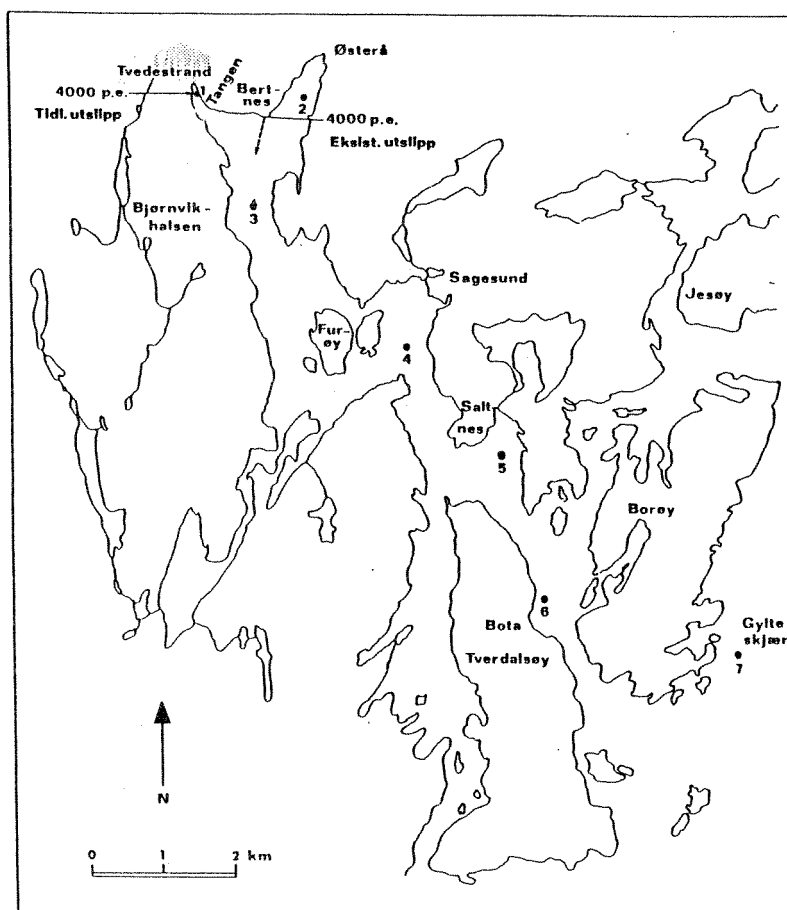 Østerå
Tvedestrand
4000 p.e.
1
Tangen
Bert-
nes
2
4000 p.e.
Tidl. utslipp
Eksist. utslipp
Bjørnvik-
halsen
3
Sagesund
Jesøy
Fur-
øy
4
Salt-
nes
5
Borøy
6
Bota
Tverdalsøy
Gylte
skjær
7
N
0 1 2 km